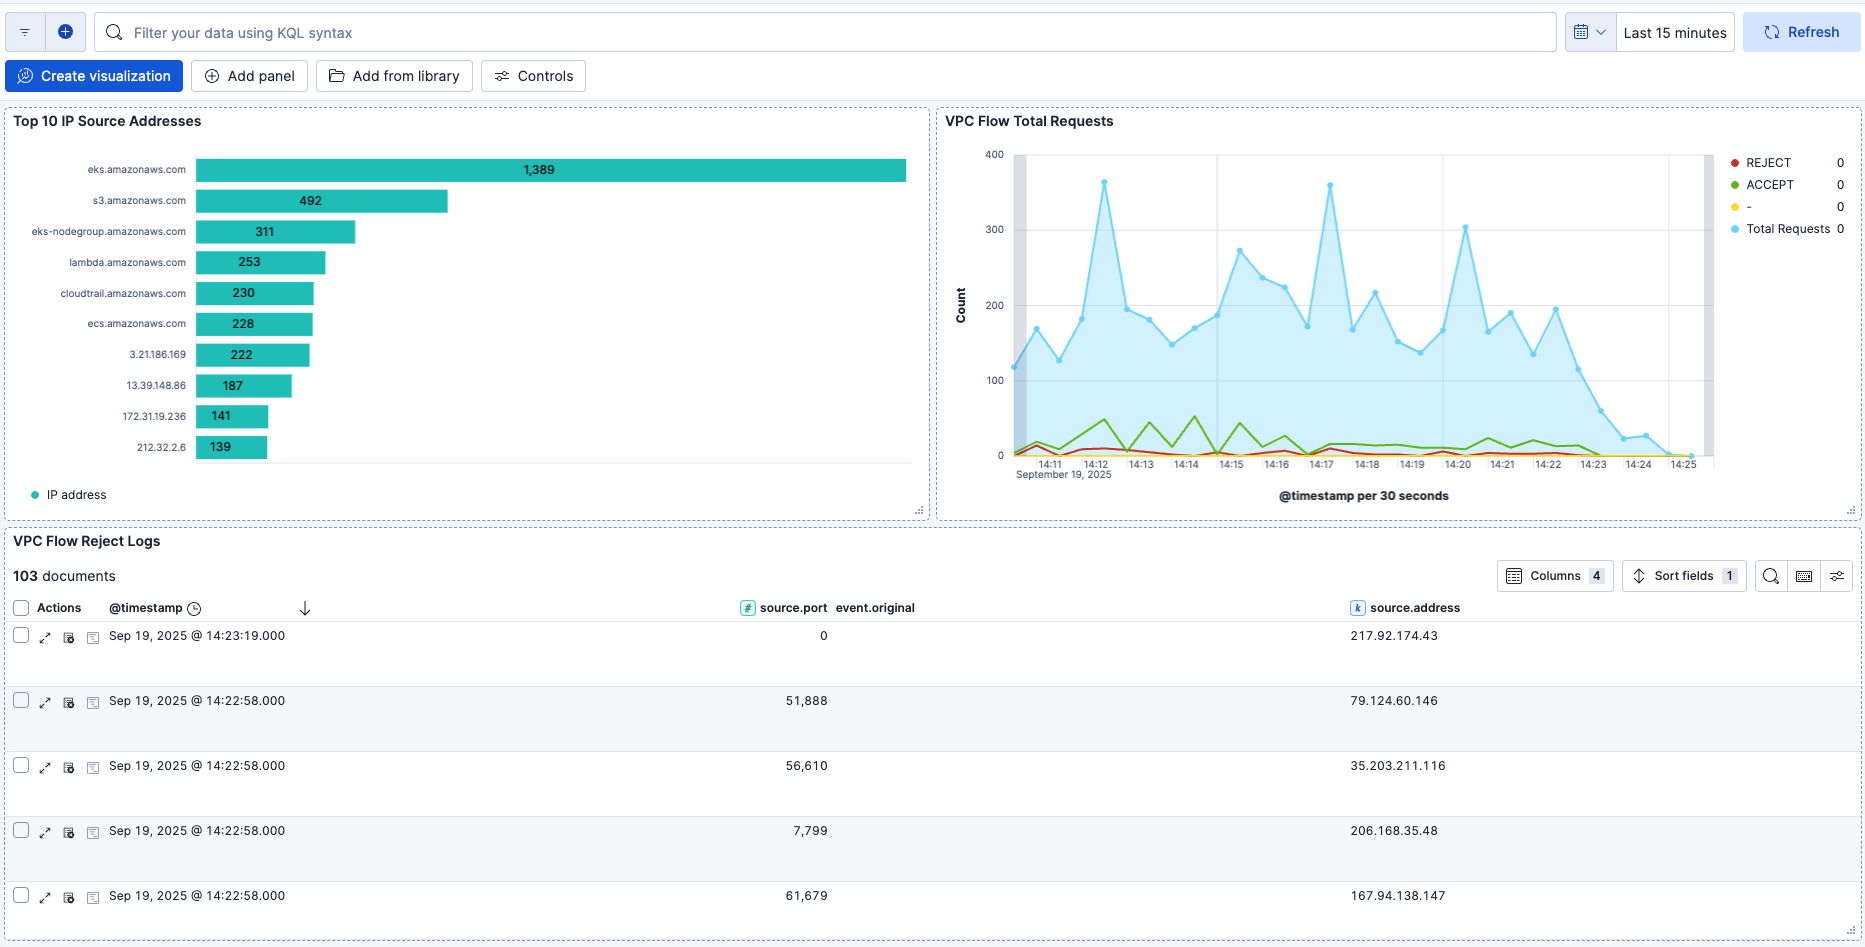 Filter your data using KQL syntax
Last 15 minutes
Refresh
Create visualization
Add panel
Add from library
Controls
Top 10 IP Source Addresses
eks.amazonaws.com 1,389
s3.amazonaws.com 492
eks-nodegroup.amazonaws.com 311
lambda.amazonaws.com 253
cloudtrail.amazonaws.com 230
ecs.amazonaws.com 228
3.21.186.169 222
13.39.148.86 187
172.31.19.236 141
212.32.2.6 139
IP address
VPC Flow Total Requests
400
300
200
100
0
Count
14:11 14:12 14:13 14:14 14:15 14:16 14:17 14:18 14:19 14:20 14:21 14:22 14:23 14:24 14:25
September 19, 2025
@timestamp per 30 seconds
REJECT 0
ACCEPT 0
- 0
Total Requests 0
VPC Flow Reject Logs
103 documents
Columns 4
Sort fields 1
Actions @timestamp # source.port event.original k source.address
Sep 19, 2025 @ 14:23:19.000 0 217.92.174.43
Sep 19, 2025 @ 14:22:58.000 51,888 79.124.60.146
Sep 19, 2025 @ 14:22:58.000 56,610 35.203.211.116
Sep 19, 2025 @ 14:22:58.000 7,799 206.168.35.48
Sep 19, 2025 @ 14:22:58.000 61,679 167.94.138.147